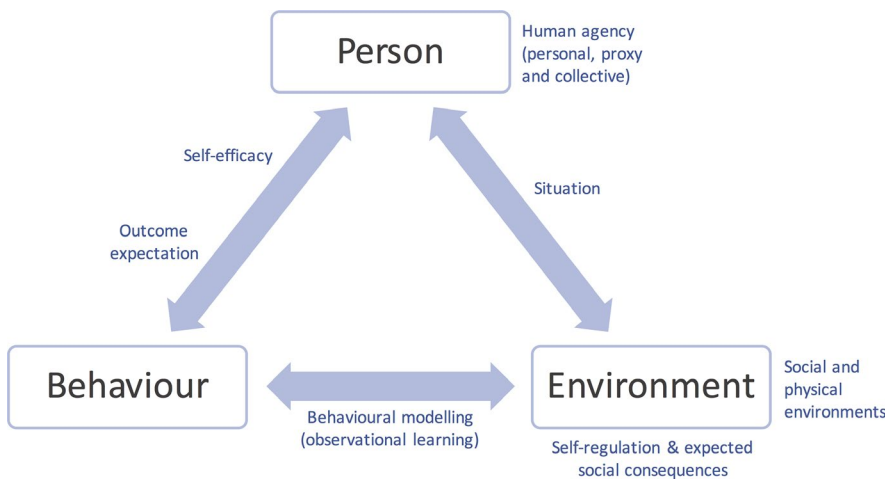 Person
Human agency
(personal, proxy
and collective)
Self-efficacy
Situation
Outcome
expectation
Behaviour
Environment
Social and
physical
environments
Behavioural modelling
(observational learning)
Self-regulation & expected
social consequences